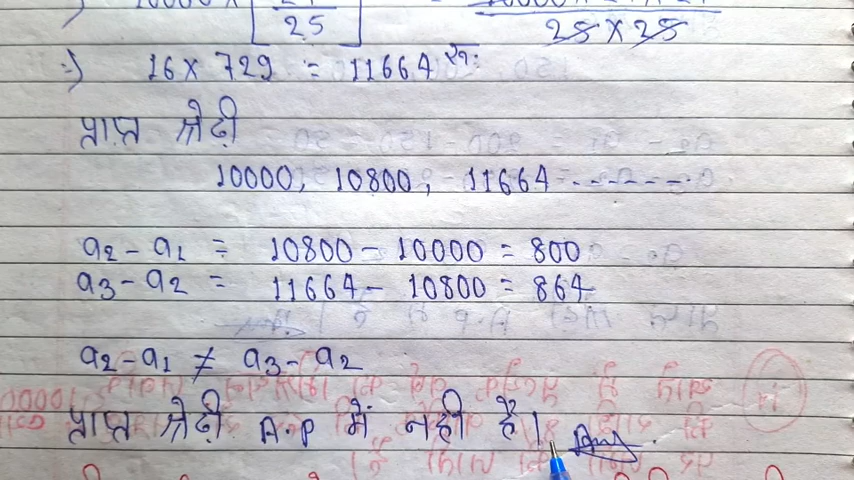 25 25 × 25
⇒ 16 × 729 = 11664 रु॰
प्राप्त श्रेढ़ी
10000, 10800, 11664 -------
a2 - a1 = 10800 - 10000 = 800
a3 - a2 = 11664 - 10800 = 864
a2 - a1 ≠ a3 - a2
प्राप्त श्रेढ़ी A.P में नही है। Ans.